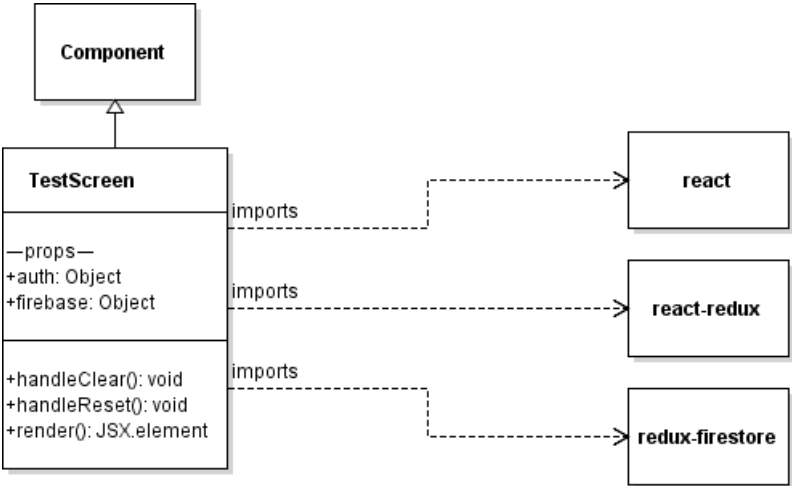 Component
TestScreen
—props—
+auth: Object
+firebase: Object
+handleClear(): void
+handleReset(): void
+render(): JSX.element
imports
react
imports
react-redux
imports
redux-firestore